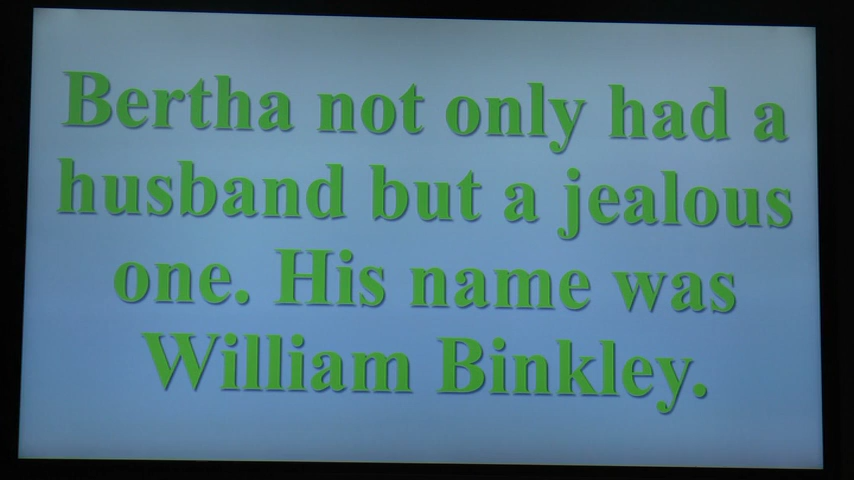 Bertha not only had a
husband but a jealous
one. His name was
William Binkley.